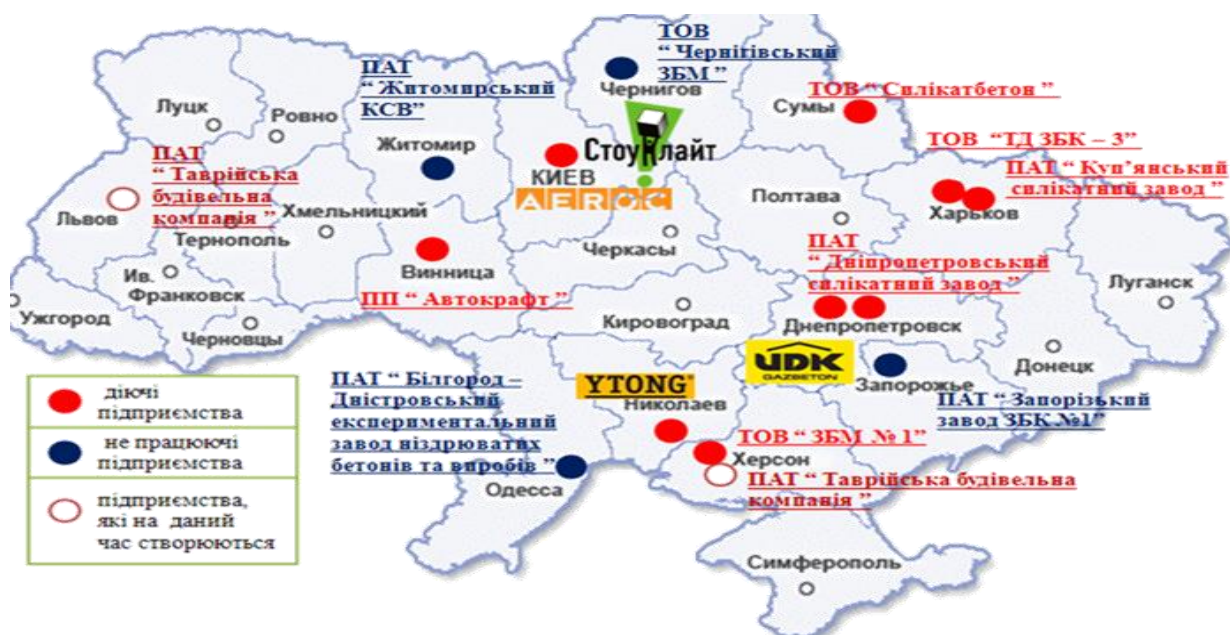 ТОВ
“ Чернігівський
ЗБМ ”
Чернигов
ПАТ
“ Житомирський
КСВ”
Житомир
ТОВ “ Силікатбетон ”
Сумы
Луцк
Ровно
СтоунЛайт
КИЕВ
AEROC
ТОВ “ТД ЗБК – 3”
ПАТ “ Куп’янський
силікатний завод ”
Харьков
ПАТ
“ Таврійська
будівельна
компанія ”
Львов
Тернополь
Хмельницкий
Полтава
Черкассы
Винница
ПП “ Автокрафт ”
Ив.
Франковск
Ужгород
Черновцы
ПАТ
“ Дніпропетровський
силікатний завод ”
Днепропетровск
Кировоград
Луганск
Донецк
UDK
GAZBETON
Запорожье
ПАТ “ Запорізький
завод ЗБК №1”
YTONG
Николаев
ПАТ “ Білгород –
Дністровський
експериментальний
завод ніздрюватих
бетонів та виробів ”
Одесса
ТОВ “ ЗБМ № 1”
Херсон
ПАТ “ Таврійська будівельна
компанія ”
Симферополь
діючі
підприємства
не працюючі
підприємства
підприємства,
які на даний
час створюються